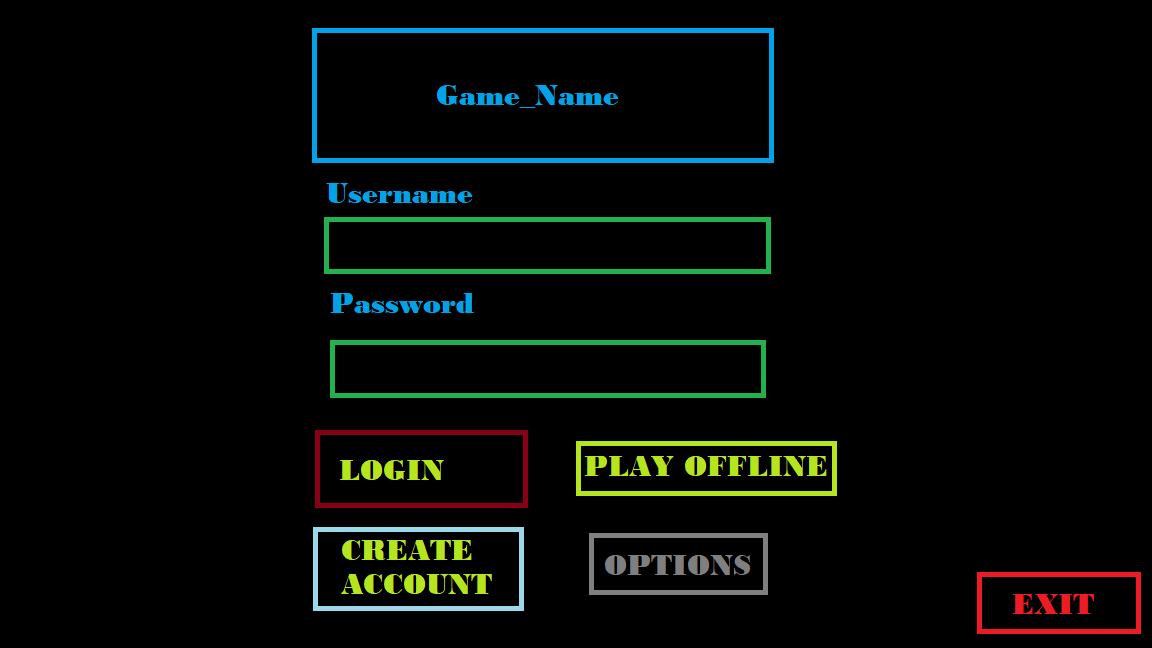 Game_Name
Username
Password
LOGIN
PLAY OFFLINE
CREATE
ACCOUNT
OPTIONS
EXIT